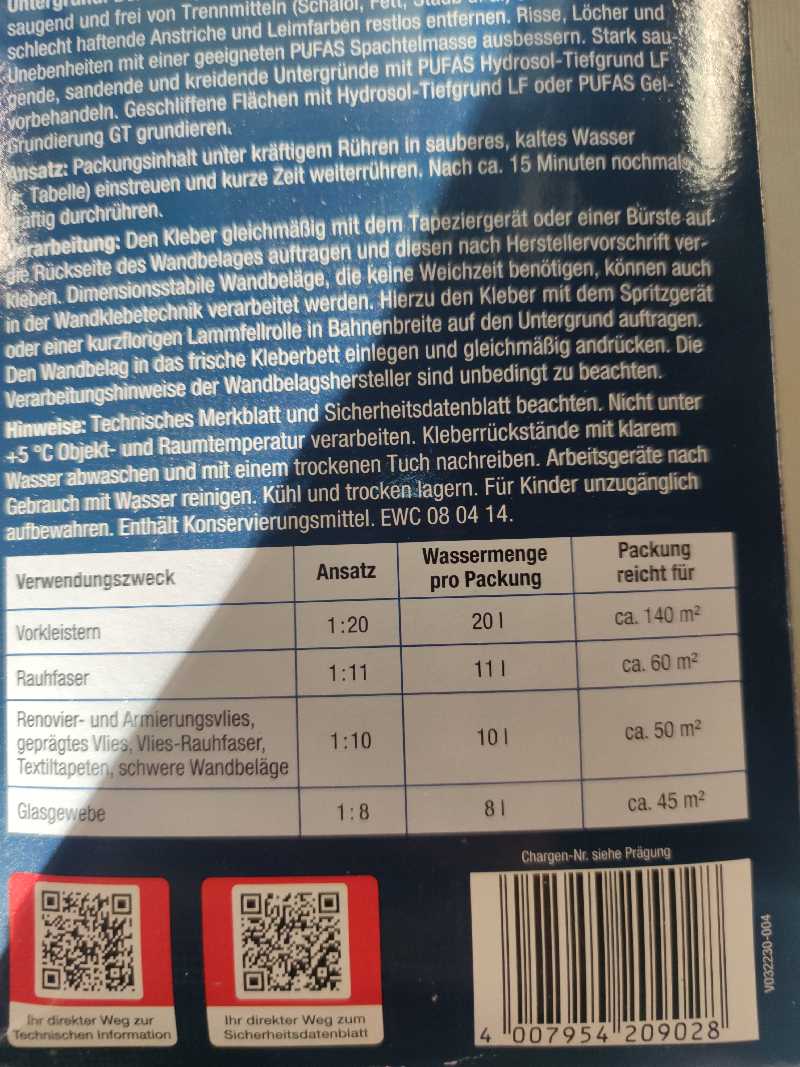 Untergrund:
saugend und frei von Trennmitteln (Schalöl, Fett, Staub
schlecht haftende Anstriche und Leimfarben restlos entfernen. Risse, Löcher und
Unebenheiten mit einer geeigneten PUFAS Spachtelmasse ausbessern. Stark sau-
gende, sandende und kreidende Untergründe mit PUFAS Hydrosol-Tiefgrund LF
vorbehandeln. Geschliffene Flächen mit Hydrosol-Tiefgrund LF oder PUFAS Gel-
Grundierung GT grundieren.
Ansatz: Packungsinhalt unter kräftigem Rühren in sauberes, kaltes Wasser
Tabelle) einstreuen und kurze Zeit weiterrühren. Nach ca. 15 Minuten nochmals
kräftig durchrühren.
Verarbeitung: Den Kleber gleichmäßig mit dem Tapeziergerät oder einer Bürste auf
die Rückseite des Wandbelages auftragen und diesen nach Herstellervorschrift ver-
kleben. Dimensionsstabile Wandbeläge, die keine Weichzeit benötigen, können auch
in der Wandklebetechnik verarbeitet werden. Hierzu den Kleber mit dem Spritzgerät
oder einer kurzflorigen Lammfellrolle in Bahnenbreite auf den Untergrund auftragen.
Den Wandbelag in das frische Kleberbett einlegen und gleichmäßig andrücken. Die
Verarbeitungshinweise der Wandbelagshersteller sind unbedingt zu beachten.
Hinweise: Technisches Merkblatt und Sicherheitsdatenblatt beachten. Nicht unter
+5 °C Objekt- und Raumtemperatur verarbeiten. Kleberrückstände mit klarem
Wasser abwaschen und mit einem trockenen Tuch nachreiben. Arbeitsgeräte nach
Gebrauch mit Wasser reinigen. Kühl und trocken lagern. Für Kinder unzugänglich
aufbewahren. Enthält Konservierungsmittel. EWC 08 04 14.
Verwendungszweck Ansatz Wassermenge pro Packung Packung reicht für
Vorkleistern 1:20 20 l ca. 140 m²
Rauhfaser 1:11 11 l ca. 60 m²
Renovier- und Armierungsvlies,
geprägtes Vlies, Vlies-Rauhfaser, 1:10 10 l ca. 50 m²
Textiltapeten, schwere Wandbeläge
Glasgewebe 1:8 8 l ca. 45 m²
Chargen-Nr. siehe Prägung
V032230-004
Ihr direkter Weg zur
Technischen Information
Ihr direkter Weg zum
Sicherheitsdatenblatt
4 007954 209028